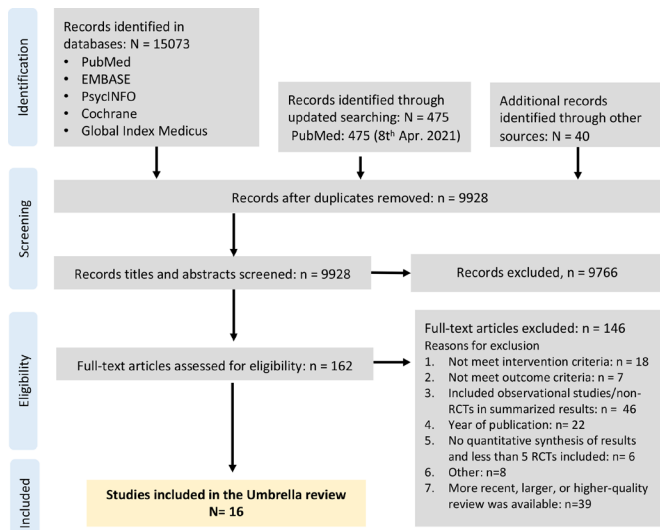 Identification
Records identified in
databases: N = 15073
• PubMed
• EMBASE
• PsycINFO
• Cochrane
• Global Index Medicus
Records identified through
updated searching: N = 475
PubMed: 475 (8th Apr. 2021)
Additional records
identified through other
sources: N = 40
Screening
Records after duplicates removed: n = 9928
Records titles and abstracts screened: n = 9928
Records excluded, n = 9766
Eligibility
Full-text articles assessed for eligibility: n = 162
Full-text articles excluded: n = 146
Reasons for exclusion
1. Not meet intervention criteria: n = 18
2. Not meet outcome criteria: n = 7
3. Included observational studies/non-
RCTs in summarized results: n = 46
4. Year of publication: n= 22
5. No quantitative synthesis of results
and less than 5 RCTs included: n= 6
6. Other: n=8
7. More recent, larger, or higher-quality
review was available: n=39
Included
Studies included in the Umbrella review
N= 16